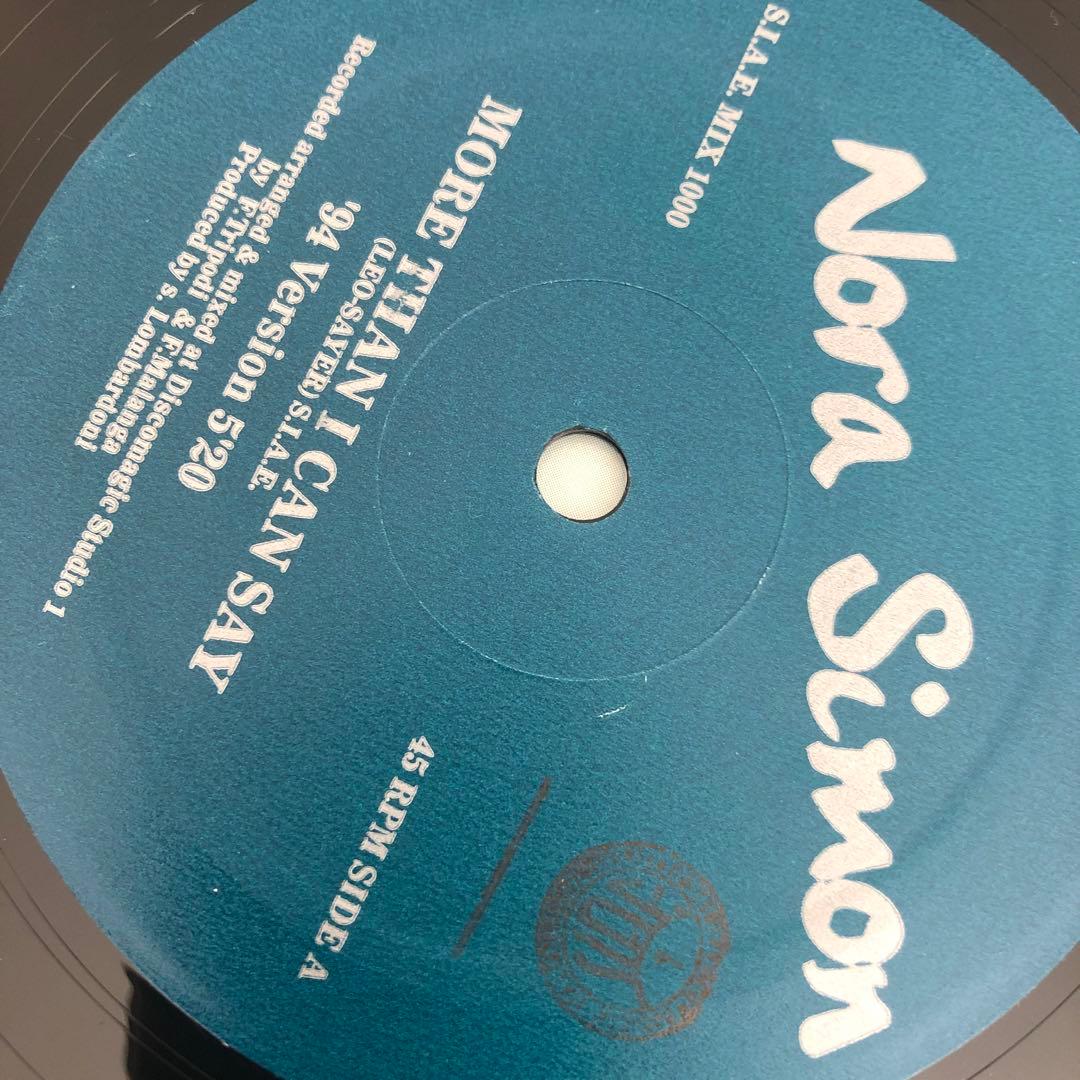 Nora Simon
S.I.A.E. MIX 1000
45 RPM SIDE A
MORE THAN I CAN SAY
(LEO-SAYER) S.I.A.E.
'94 Version 5'20
Recorded arranged & mixed at Discomagic Studio 1
by F.Tripodi & F.Malanga
Produced by s. Lombardoni